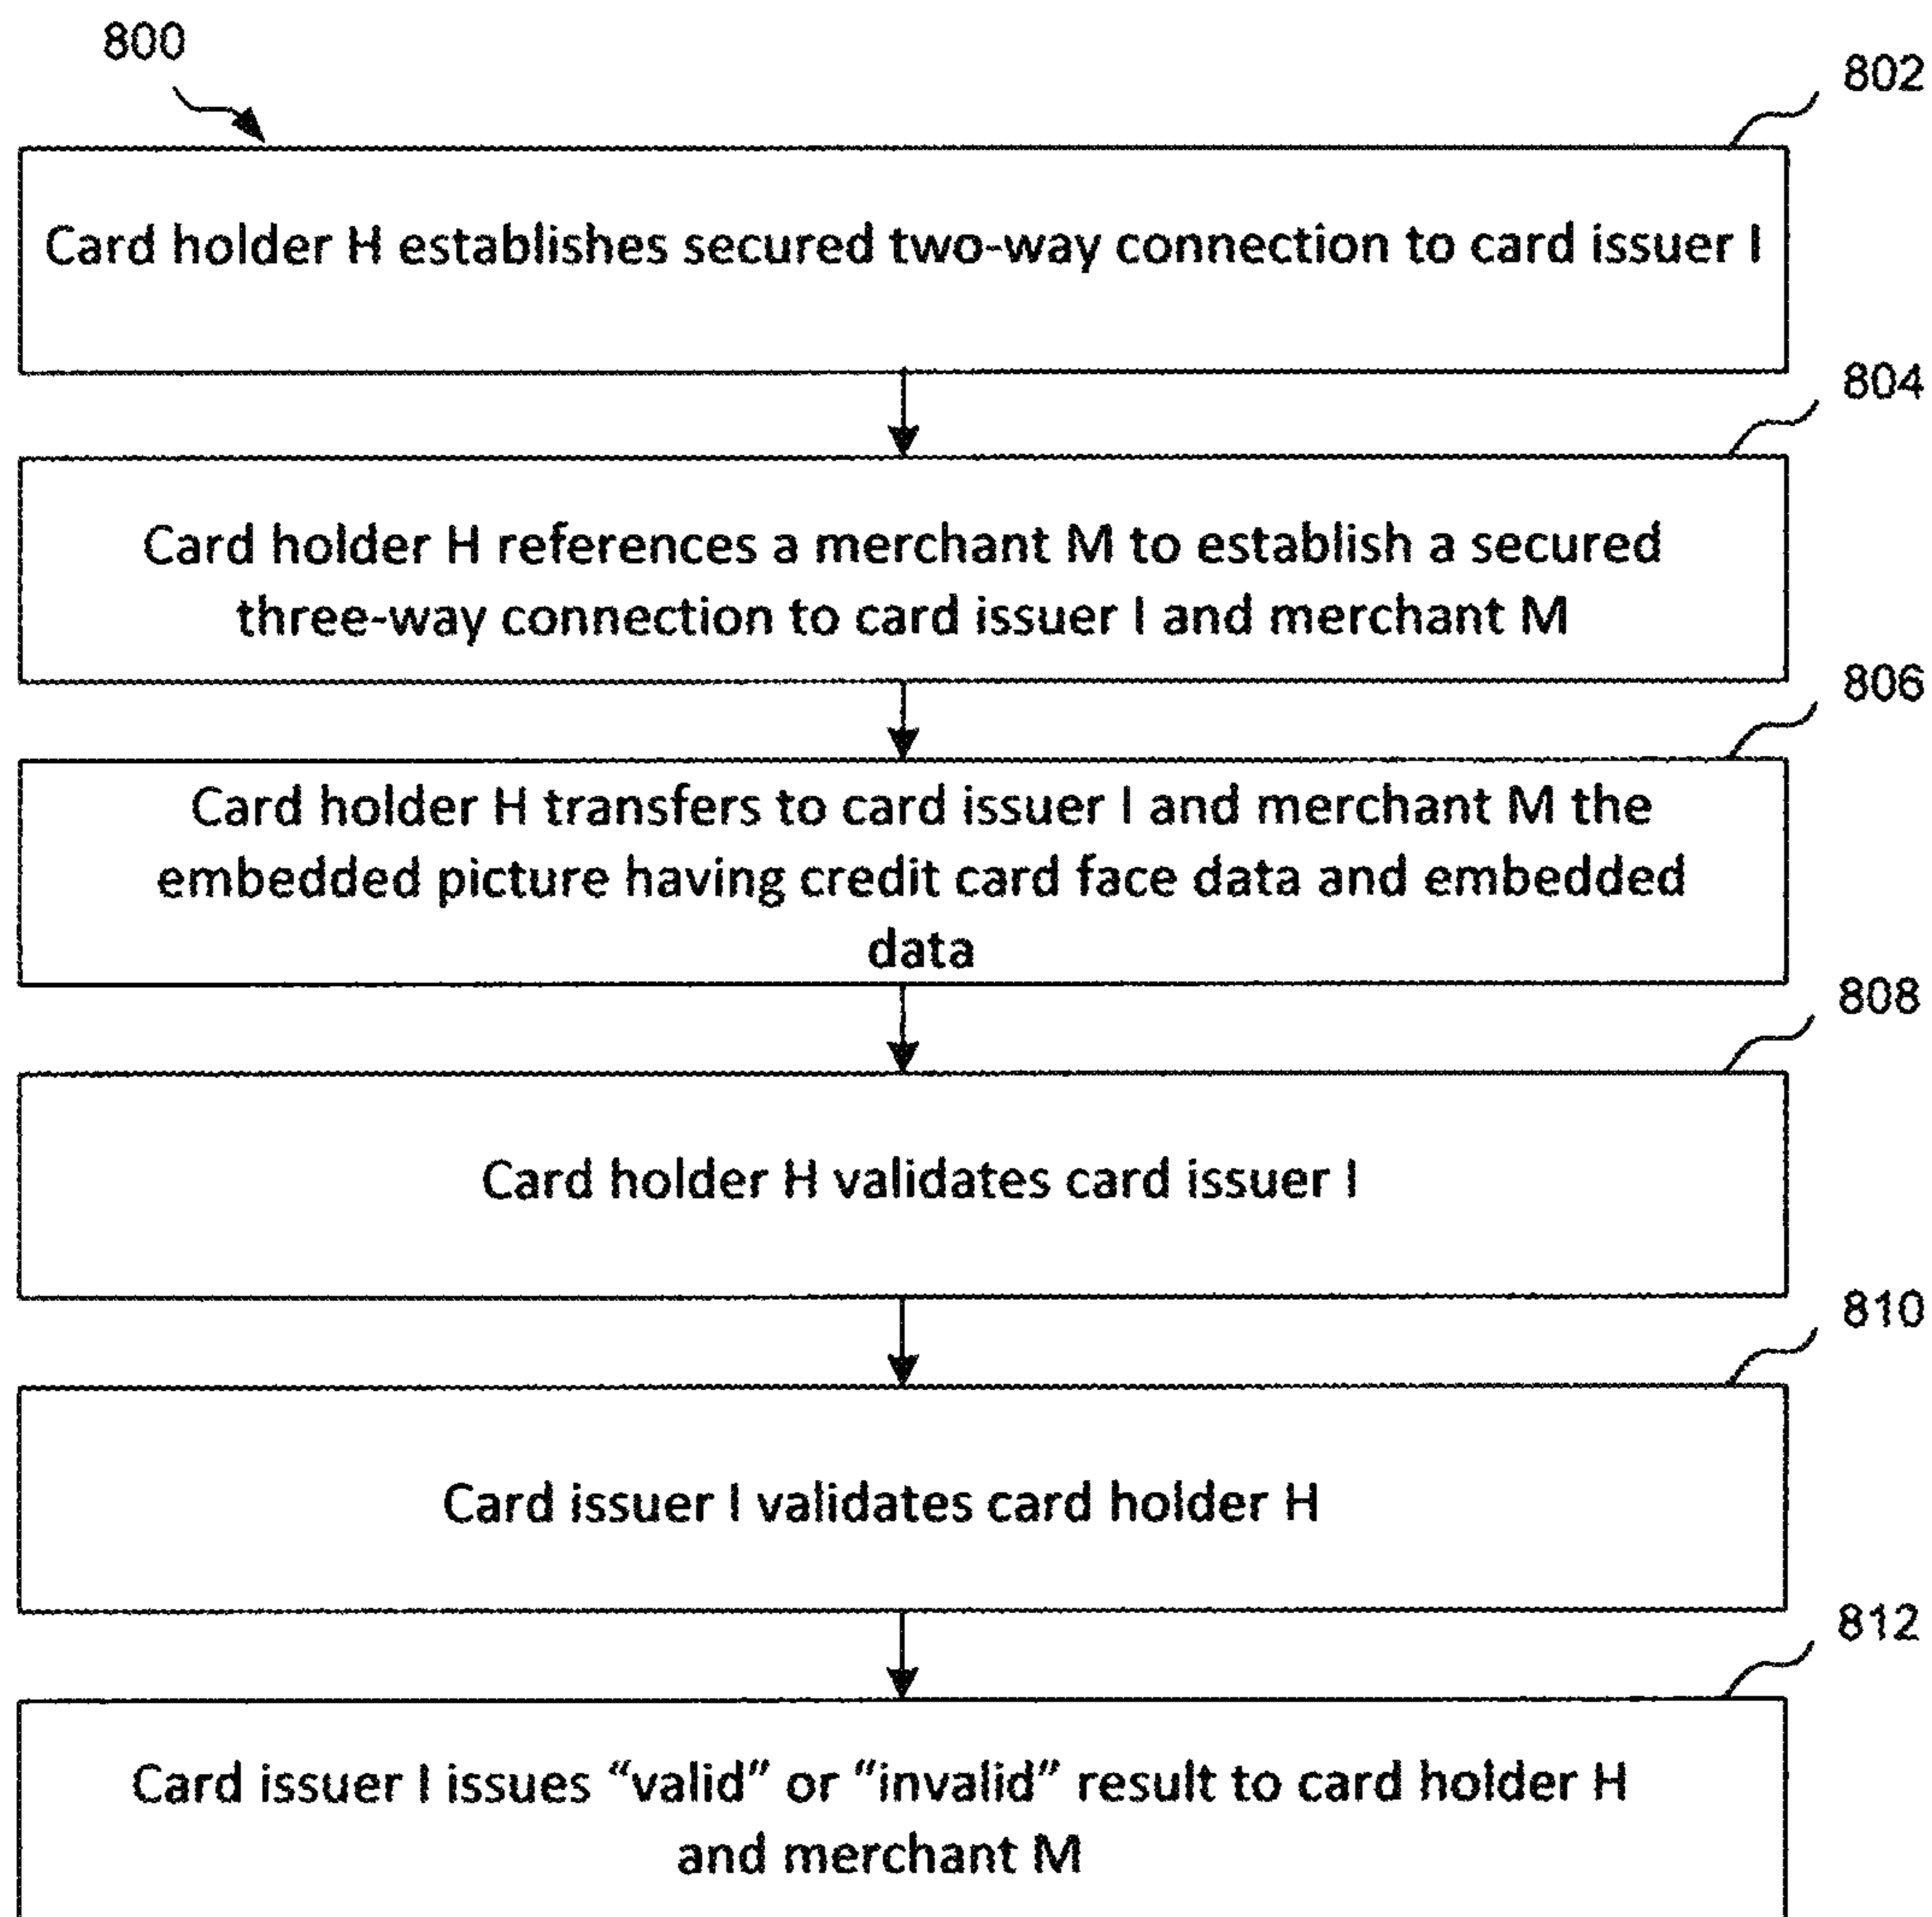 800
802
Card holder H establishes secured two-way connection to card issuer I
804
Card holder H references a merchant M to establish a secured
three-way connection to card issuer I and merchant M
806
Card holder H transfers to card issuer I and merchant M the
embedded picture having credit card face data and embedded
data
808
Card holder H validates card issuer I
810
Card issuer I validates card holder H
812
Card issuer I issues “valid” or “invalid” result to card holder H
and merchant M